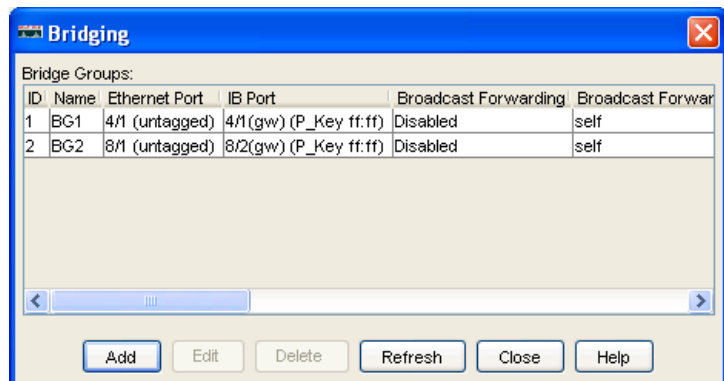 Bridging
Bridge Groups:
ID Name Ethernet Port IB Port Broadcast Forwarding Broadcast Forwar
1 BG1 4/1 (untagged) 4/1(gw) (P_Key ff:ff) Disabled self
2 BG2 8/1 (untagged) 8/2(gw) (P_Key ff:ff) Disabled self
Add Edit Delete Refresh Close Help